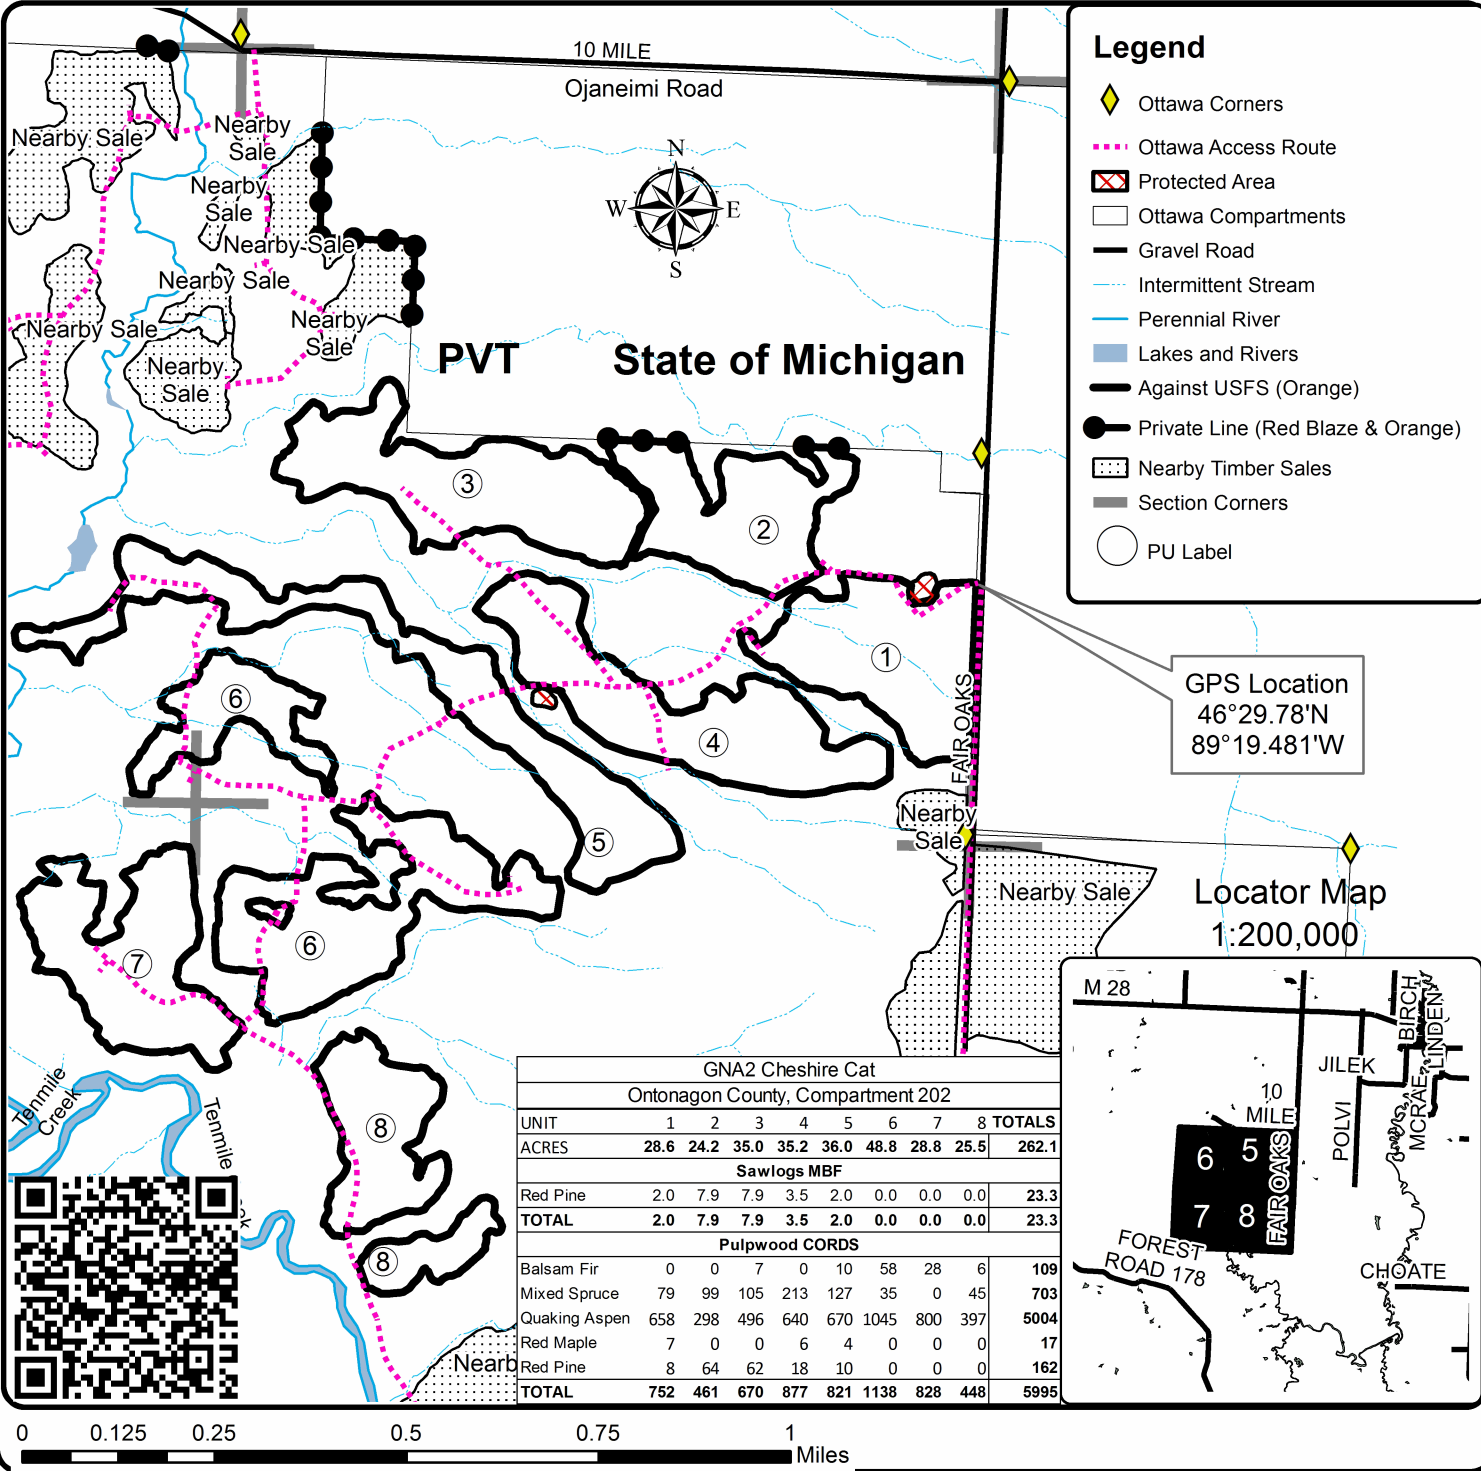 10 MILE
Ojaneimi Road
Nearby Sale
Nearby
Sale
Nearby
Sale
Nearby Sale
Nearby Sale
Nearby Sale
Nearby
Sale
Nearby
Sale
N
W
E
S
PVT
State of Michigan
Legend
Ottawa Corners
Ottawa Access Route
Protected Area
Ottawa Compartments
Gravel Road
Intermittent Stream
Perennial River
Lakes and Rivers
Against USFS (Orange)
Private Line (Red Blaze & Orange)
Nearby Timber Sales
Section Corners
PU Label
3
2
1
6
4
5
6
7
8
8
FAIR OAKS
GPS Location
46°29.78'N
89°19.481'W
Nearby
Sale
Nearby Sale
Tenmile
Creek
Tenmile
Nearb
Locator Map
1:200,000
M 28
BIRCH
LINDEN
JILEK
MCRAE
POLVI
10
MILE
FAIR OAKS
6 5
7 8
FOREST
ROAD 178
CHOATE
GNA2 Cheshire Cat
Ontonagon County, Compartment 202
UNIT 1 2 3 4 5 6 7 8 TOTALS
ACRES 28.6 24.2 35.0 35.2 36.0 48.8 28.8 25.5 262.1
Sawlogs MBF
Red Pine 2.0 7.9 7.9 3.5 2.0 0.0 0.0 0.0 23.3
TOTAL 2.0 7.9 7.9 3.5 2.0 0.0 0.0 0.0 23.3
Pulpwood CORDS
Balsam Fir 0 0 7 0 10 58 28 6 109
Mixed Spruce 79 99 105 213 127 35 0 45 703
Quaking Aspen 658 298 496 640 670 1045 800 397 5004
Red Maple 7 0 0 6 4 0 0 0 17
Red Pine 8 64 62 18 10 0 0 0 162
TOTAL 752 461 670 877 821 1138 828 448 5995
0 0.125 0.25 0.5 0.75 1
Miles